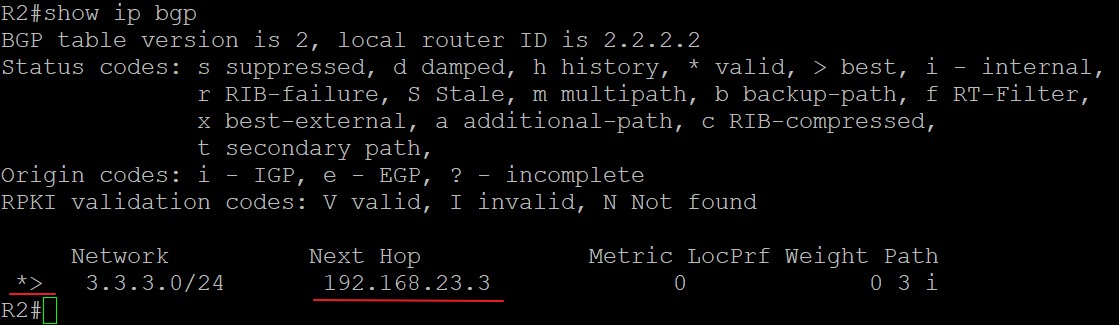 R2#show ip bgp
BGP table version is 2, local router ID is 2.2.2.2
Status codes: s suppressed, d damped, h history, * valid, > best, i - internal,
              r RIB-failure, S Stale, m multipath, b backup-path, f RT-Filter,
              x best-external, a additional-path, c RIB-compressed,
              t secondary path,
Origin codes: i - IGP, e - EGP, ? - incomplete
RPKI validation codes: V valid, I invalid, N Not found

     Network          Next Hop            Metric LocPrf Weight Path
 *>   3.3.3.0/24       192.168.23.3             0             0 3 i
R2#